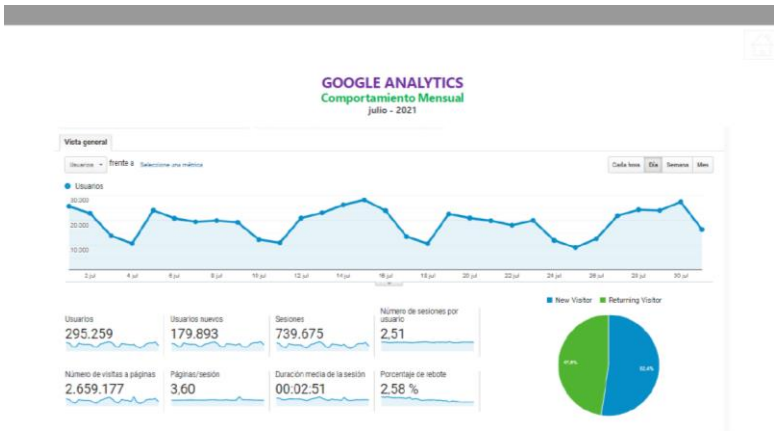 GOOGLE ANALYTICS
Comportamiento Mensual
julio - 2021
Vista general
Usuarios frente a Seleccione una métrica
Cada hora Día Semana Mes
Usuarios
30.000
20.000
10.000
2 jul 4 jul 6 jul 8 jul 10 jul 12 jul 14 jul 16 jul 18 jul 20 jul 22 jul 24 jul 26 jul 28 jul 30 jul
New Visitor Returning Visitor
Usuarios
295.259
Usuarios nuevos
179.893
Sesiones
739.675
Número de sesiones por
usuario
2,51
Número de visitas a páginas
2.659.177
Páginas/sesión
3,60
Duración media de la sesión
00:02:51
Porcentaje de rebote
2,58 %
52,4%